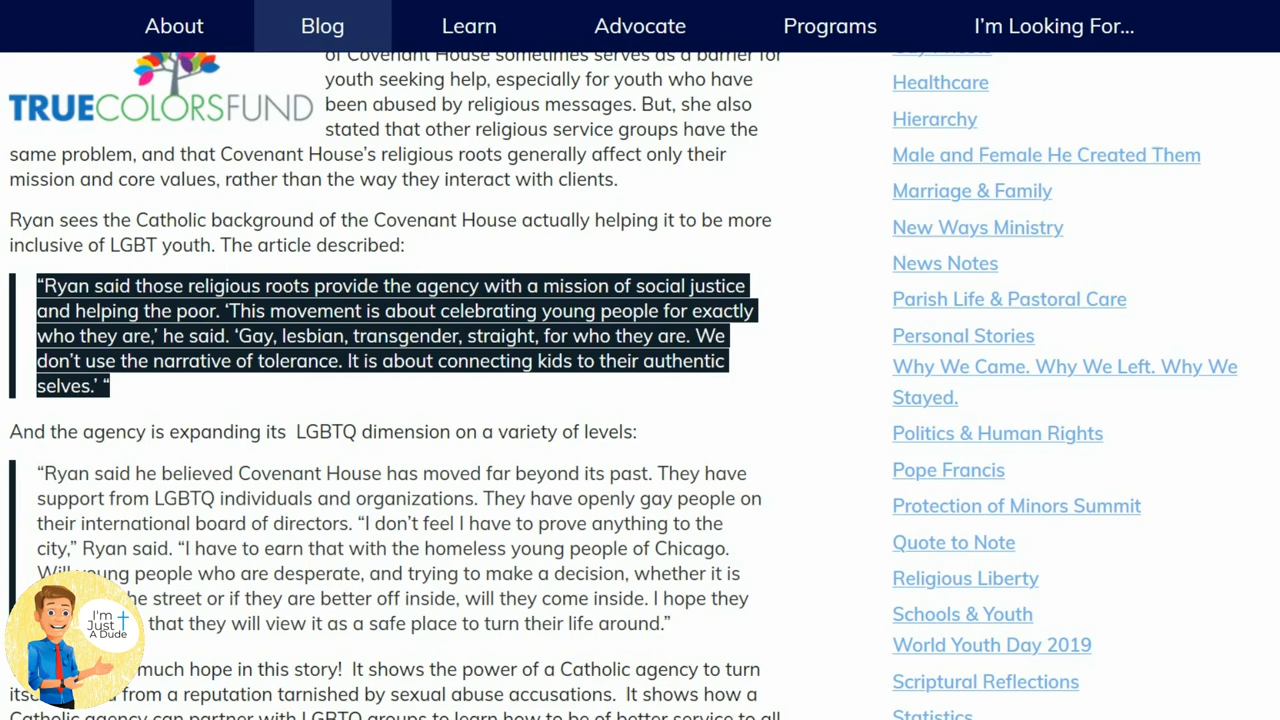 About Blog Learn Advocate Programs I'm Looking For...
of Covenant House sometimes serves as a barrier for
youth seeking help, especially for youth who have
been abused by religious messages. But, she also
TRUECOLORSFUND
stated that other religious service groups have the
same problem, and that Covenant House's religious roots generally affect only their
mission and core values, rather than the way they interact with clients.
Ryan sees the Catholic background of the Covenant House actually helping it to be more
inclusive of LGBT youth. The article described:
“Ryan said those religious roots provide the agency with a mission of social justice
and helping the poor. ‘This movement is about celebrating young people for exactly
who they are,’ he said. ‘Gay, lesbian, transgender, straight, for who they are. We
don’t use the narrative of tolerance. It is about connecting kids to their authentic
selves.’ “
And the agency is expanding its LGBTQ dimension on a variety of levels:
“Ryan said he believed Covenant House has moved far beyond its past. They have
support from LGBTQ individuals and organizations. They have openly gay people on
their international board of directors. “I don’t feel I have to prove anything to the
city,” Ryan said. “I have to earn that with the homeless young people of Chicago.
Will young people who are desperate, and trying to make a decision, whether it is
he street or if they are better off inside, will they come inside. I hope they
that they will view it as a safe place to turn their life around.”
much hope in this story! It shows the power of a Catholic agency to turn
from a reputation tarnished by sexual abuse accusations. It shows how a
Catholic agency can partner with LGBTQ groups to learn how to be of better service to all
I'm
Just
A Dude
Healthcare
Hierarchy
Male and Female He Created Them
Marriage & Family
New Ways Ministry
News Notes
Parish Life & Pastoral Care
Personal Stories
Why We Came. Why We Left. Why We
Stayed.
Politics & Human Rights
Pope Francis
Protection of Minors Summit
Quote to Note
Religious Liberty
Schools & Youth
World Youth Day 2019
Scriptural Reflections
Statistics